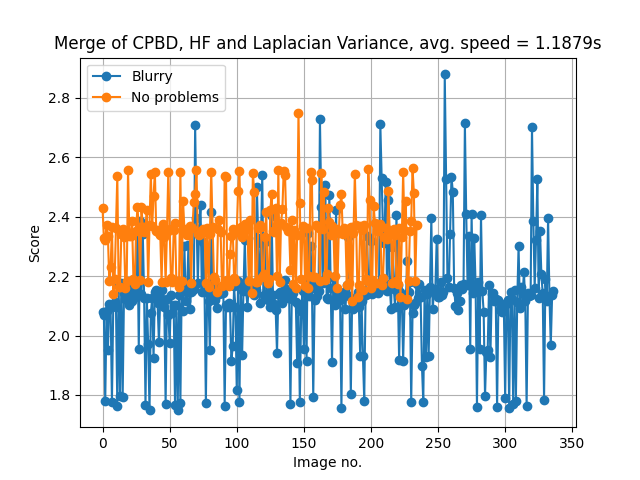 Merge of CPBD, HF and Laplacian Variance, avg. speed = 1.1879s
Blurry
No problems
2.8
2.6
2.4
2.2
2.0
1.8
Score
0 50 100 150 200 250 300 350
Image no.